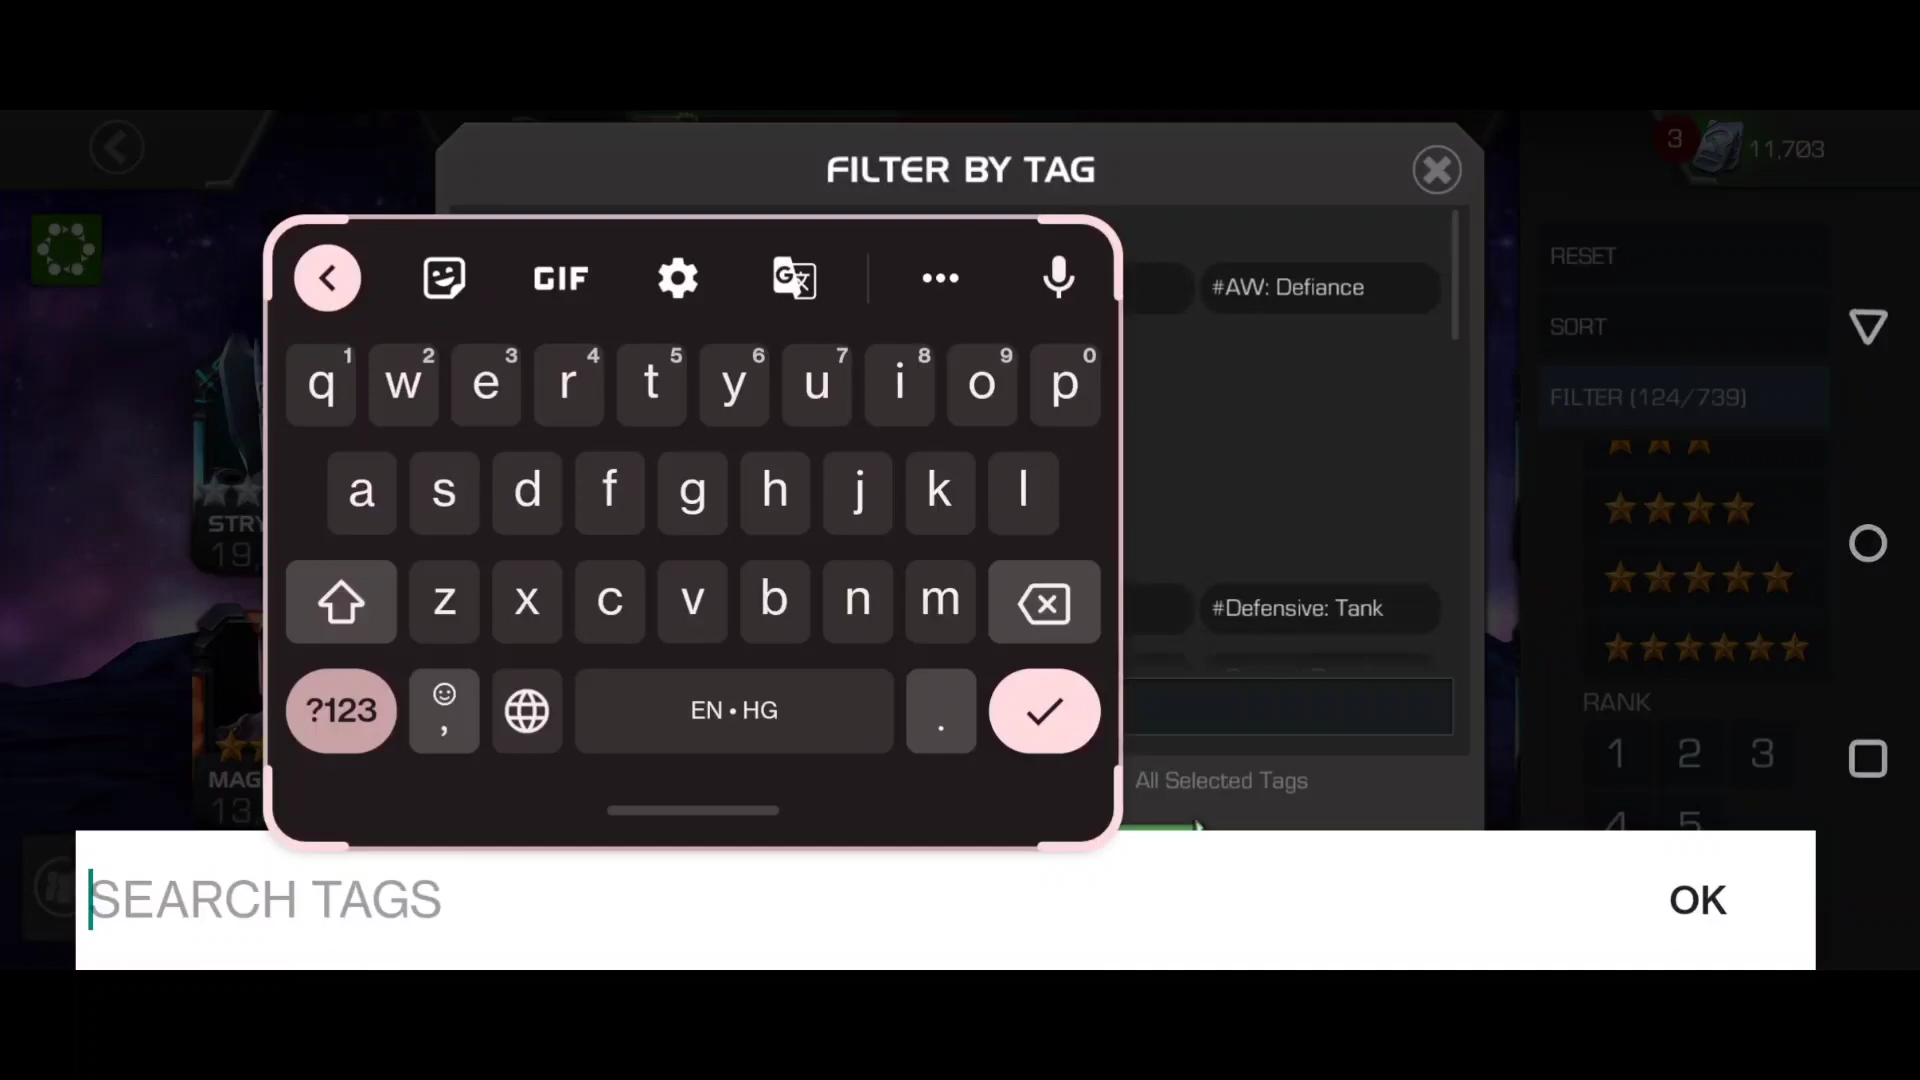 3
11,703
FILTER BY TAG
RESET
#AW: Defiance
GIF
SORT
1 2 3 4 5 6 7 8 9 0
q w e r t y u i o p
FILTER (124/739)
a s d f g h j k l
STRY
19,
z x c v b n m
#Defensive: Tank
?123
,
EN • HG
.
RANK
1 2 3
MAG
13,
All Selected Tags
4 5
SEARCH TAGS
OK